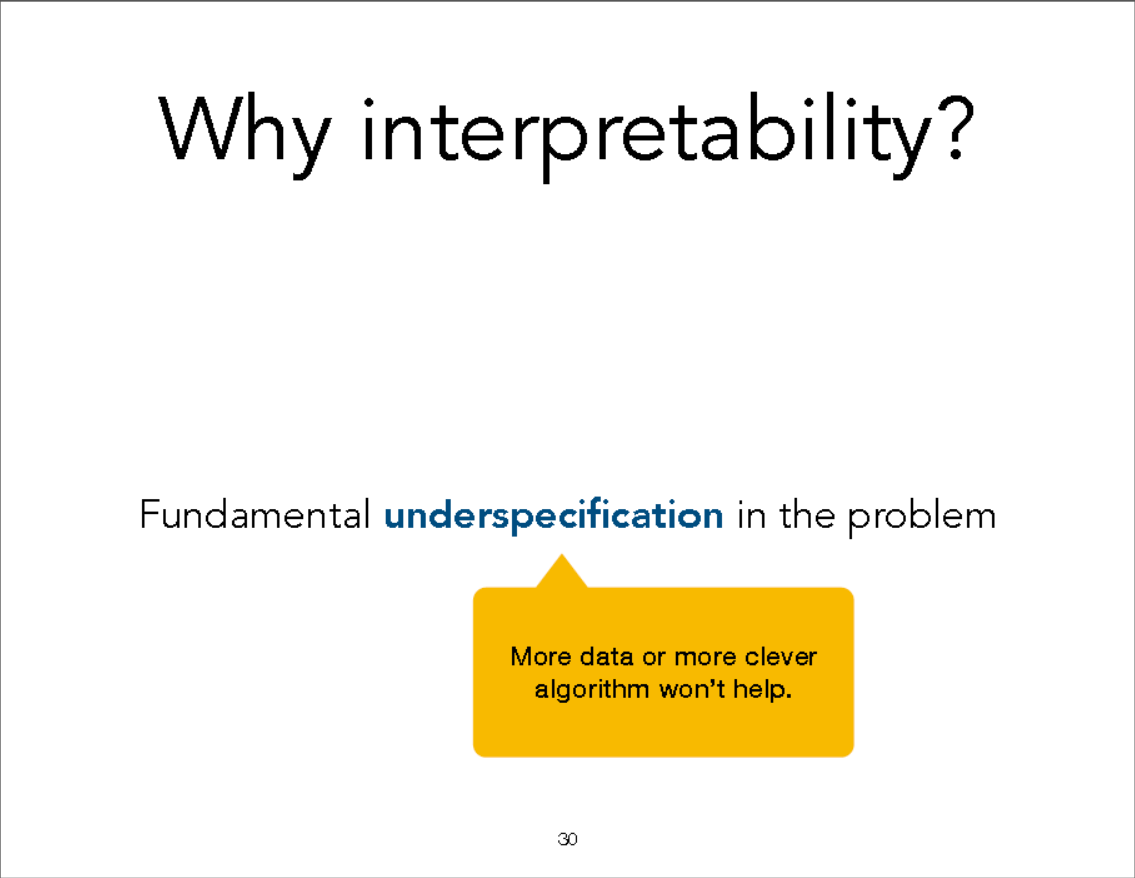 Why interpretability?
Fundamental underspecification in the problem
More data or more clever
algorithm won't help.
30